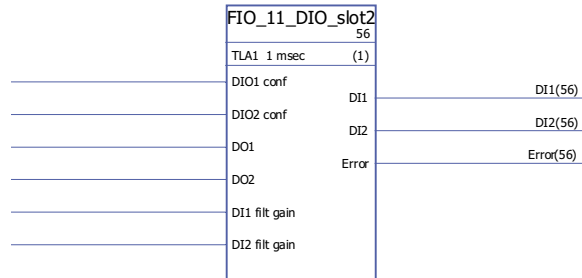 FIO_11_DIO_slot2
56
TLA1 1 msec (1)
DIO1 conf
DI1 DI1(56)
DIO2 conf
DI2 DI2(56)
DO1
Error Error(56)
DO2
DI1 filt gain
DI2 filt gain